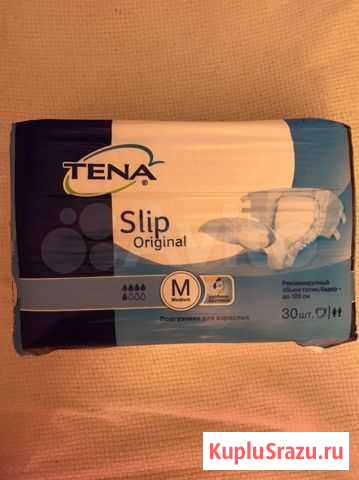 TENA®
Slip
Original
M
Medium
Рекомендуемый
объем талии/бедер -
до 120 см
Подгузники для взрослых
30 шт.
KupluSrazu.ru